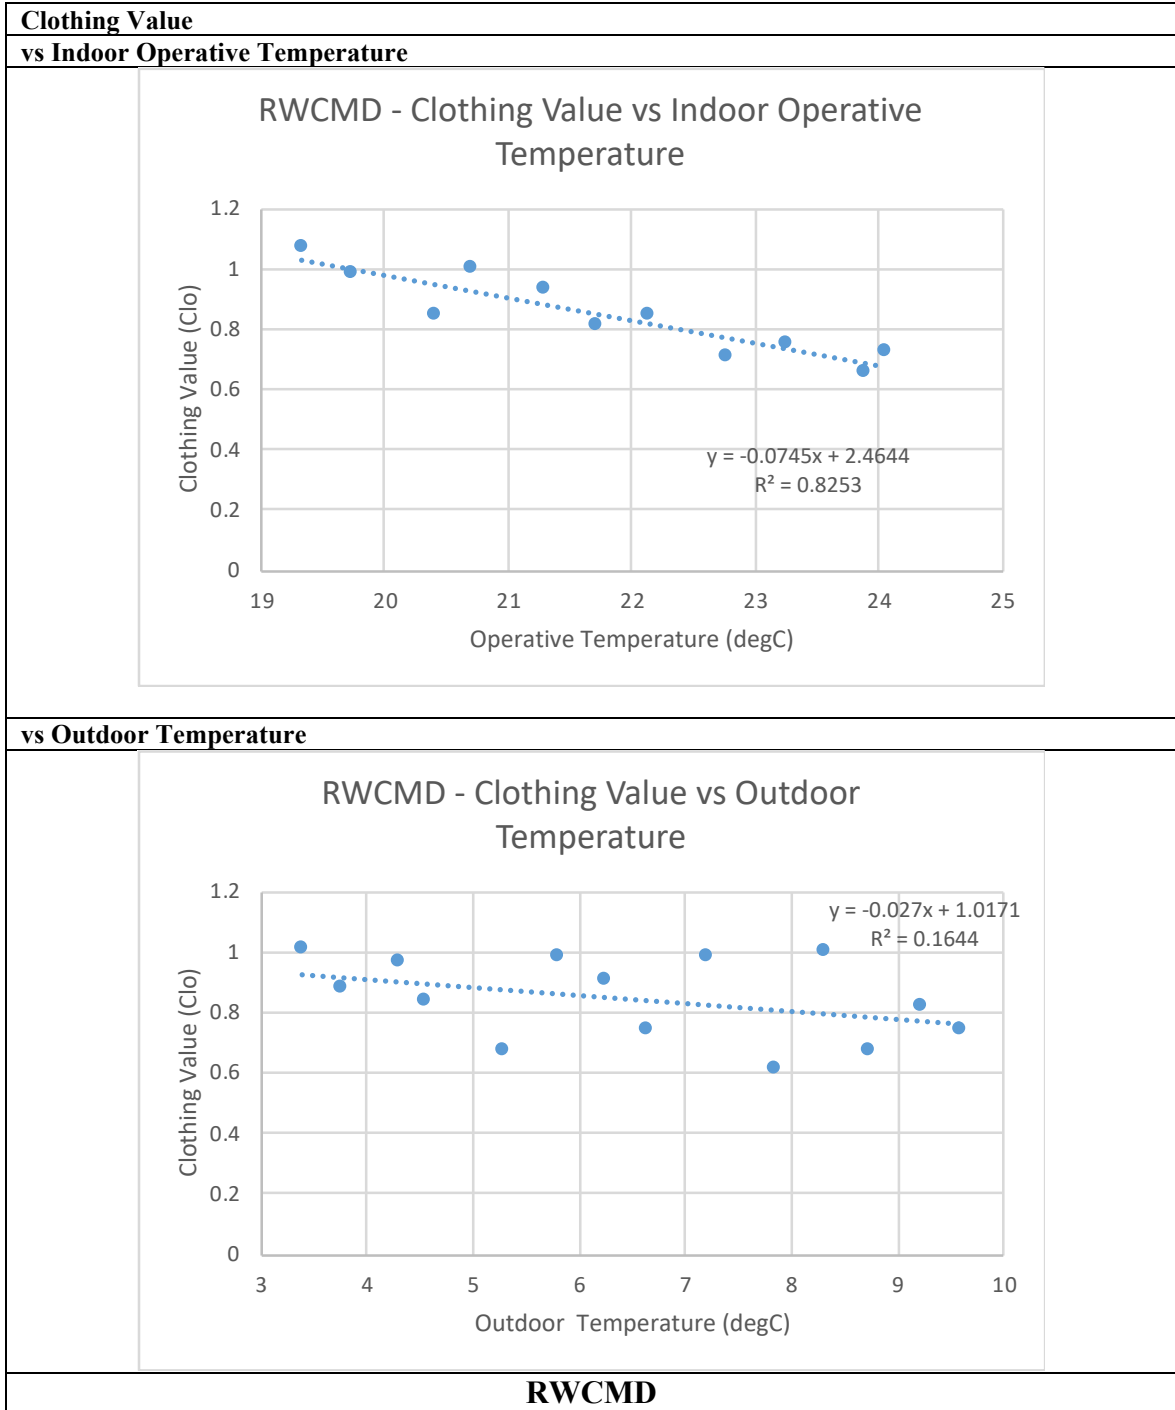 Clothing Value
vs Indoor Operative Temperature
RWCMD - Clothing Value vs Indoor Operative
Temperature
1.2
1
0.8
0.6
0.4
0.2
0
Clothing Value (Clo)
y = -0.0745x + 2.4644
R² = 0.8253
19 20 21 22 23 24 25
Operative Temperature (degC)
vs Outdoor Temperature
RWCMD - Clothing Value vs Outdoor
Temperature
1.2
1
0.8
0.6
0.4
0.2
0
Clothing Value (Clo)
y = -0.027x + 1.0171
R² = 0.1644
3 4 5 6 7 8 9 10
Outdoor  Temperature (degC)
RWCMD